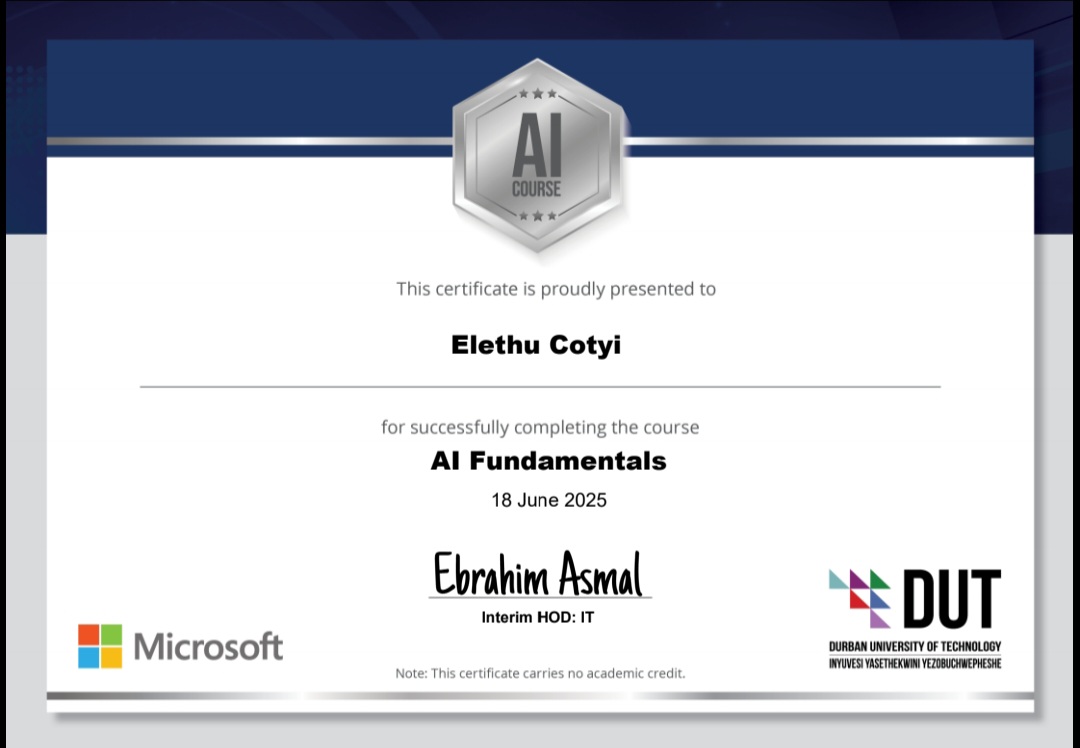 AI
COURSE
This certificate is proudly presented to
Elethu Cotyi
for successfully completing the course
AI Fundamentals
18 June 2025
Ebrahim Asmal
Interim HOD: IT
Microsoft
DUT
DURBAN UNIVERSITY OF TECHNOLOGY
INYUVESI YASETHEKWINI YEZOBUCHWEPHESHE
Note: This certificate carries no academic credit.